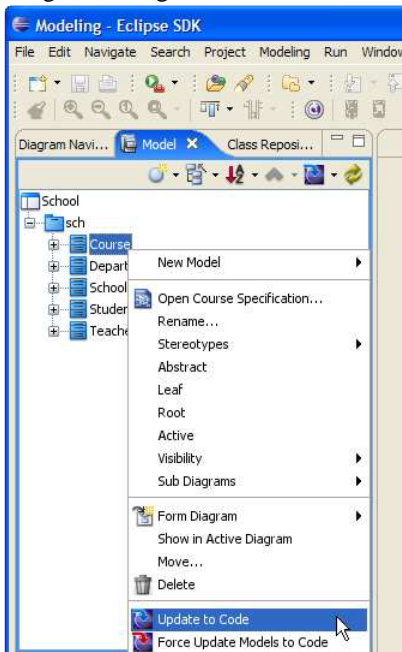 Modeling - Eclipse SDK
File Edit Navigate Search Project Modeling Run Window
Diagram Navi... Model Class Reposi...
School
sch
Course
Depart
School
Studen
Teache
New Model
Open Course Specification...
Rename...
Stereotypes
Abstract
Leaf
Root
Active
Visibility
Sub Diagrams
Form Diagram
Show in Active Diagram
Move...
Delete
Update to Code
Force Update Models to Code